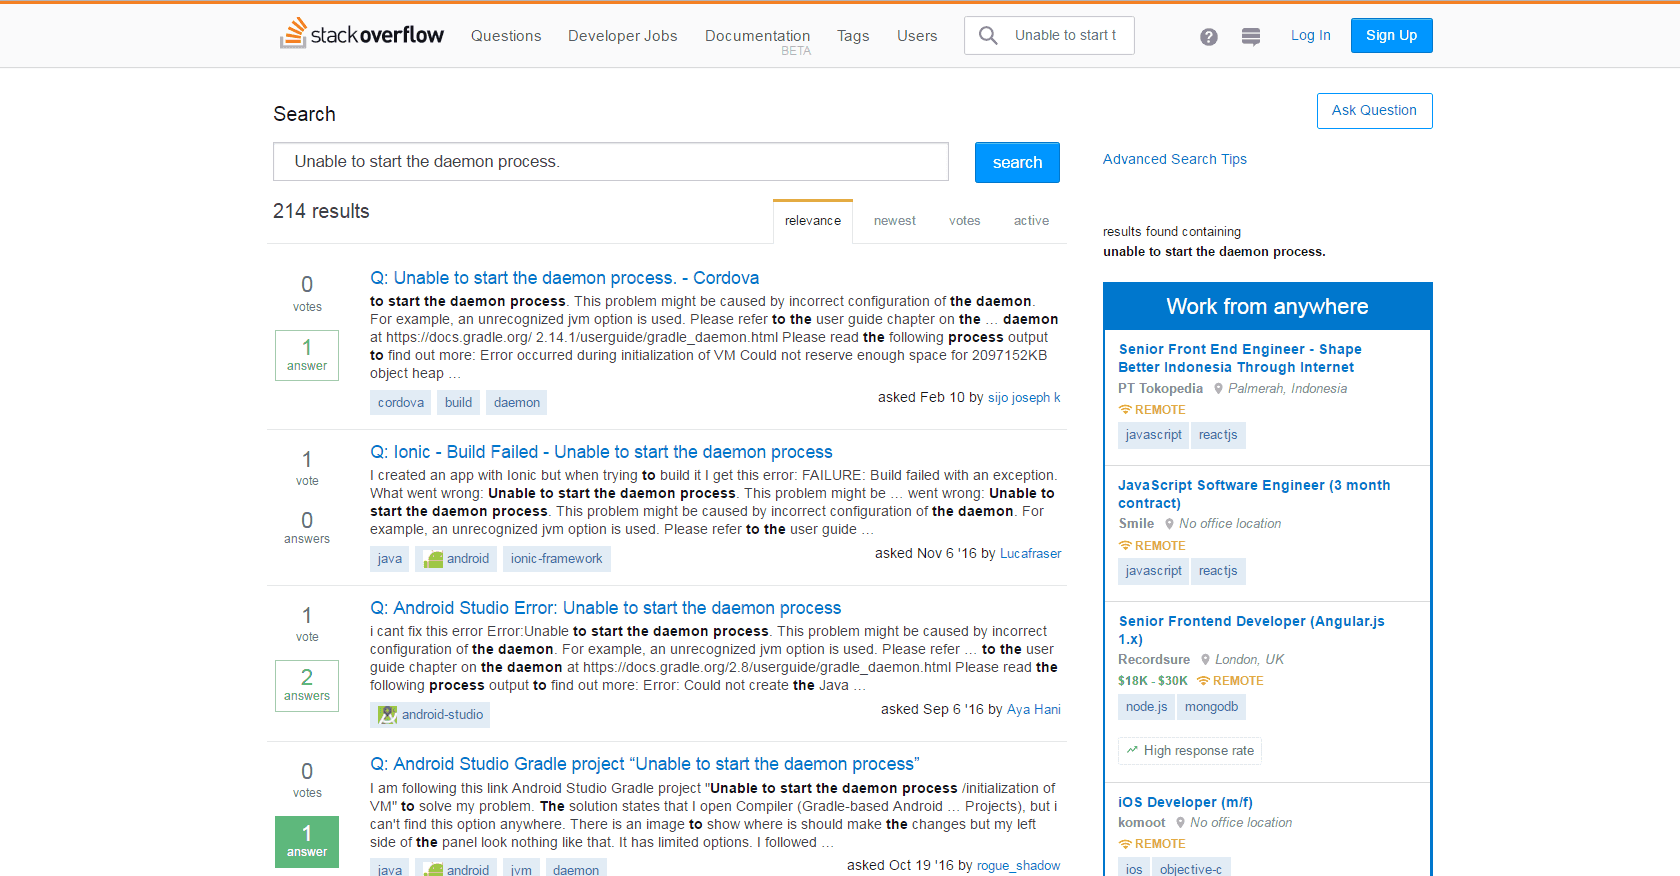 stackoverflow
Questions
Developer Jobs
Documentation
BETA
Tags
Users
Unable to start t
?
Log In
Sign Up
Search
Ask Question
Unable to start the daemon process.
search
Advanced Search Tips
214 results
relevance
newest
votes
active
results found containing
unable to start the daemon process.
0
votes
1
answer
Q: Unable to start the daemon process. - Cordova
to start the daemon process. This problem might be caused by incorrect configuration of the daemon.
For example, an unrecognized jvm option is used. Please refer to the user guide chapter on the … daemon
at https://docs.gradle.org/ 2.14.1/userguide/gradle_daemon.html Please read the following process output
to find out more: Error occurred during initialization of VM Could not reserve enough space for 2097152KB
object heap …
cordova
build
daemon
asked Feb 10 by sijo joseph k
1
vote
0
answers
Q: Ionic - Build Failed - Unable to start the daemon process
I created an app with Ionic but when trying to build it I get this error: FAILURE: Build failed with an exception.
What went wrong: Unable to start the daemon process. This problem might be … went wrong: Unable to
start the daemon process. This problem might be caused by incorrect configuration of the daemon. For
example, an unrecognized jvm option is used. Please refer to the user guide …
java
android
ionic-framework
asked Nov 6 '16 by Lucafraser
1
vote
2
answers
Q: Android Studio Error: Unable to start the daemon process
i cant fix this error Error:Unable to start the daemon process. This problem might be caused by incorrect
configuration of the daemon. For example, an unrecognized jvm option is used. Please refer … to the user
guide chapter on the daemon at https://docs.gradle.org/2.8/userguide/gradle_daemon.html Please read the
following process output to find out more: Error: Could not create the Java …
android-studio
asked Sep 6 '16 by Aya Hani
0
votes
1
answer
Q: Android Studio Gradle project “Unable to start the daemon process”
I am following this link Android Studio Gradle project "Unable to start the daemon process /initialization of
VM" to solve my problem. The solution states that I open Compiler (Gradle-based Android … Projects), but i
can't find this option anywhere. There is an image to show where is should make the changes but my left
side of the panel look nothing like that. It has limited options. I followed …
java
android
jvm
daemon
asked Oct 19 '16 by rogue_shadow
Work from anywhere
Senior Front End Engineer - Shape
Better Indonesia Through Internet
PT Tokopedia Palmerah, Indonesia
REMOTE
javascript
reactjs
JavaScript Software Engineer (3 month
contract)
Smile No office location
REMOTE
javascript
reactjs
Senior Frontend Developer (Angular.js
1.x)
Recordsure London, UK
$18K - $30K REMOTE
node.js
mongodb
High response rate
iOS Developer (m/f)
komoot No office location
REMOTE
ios
objective-c